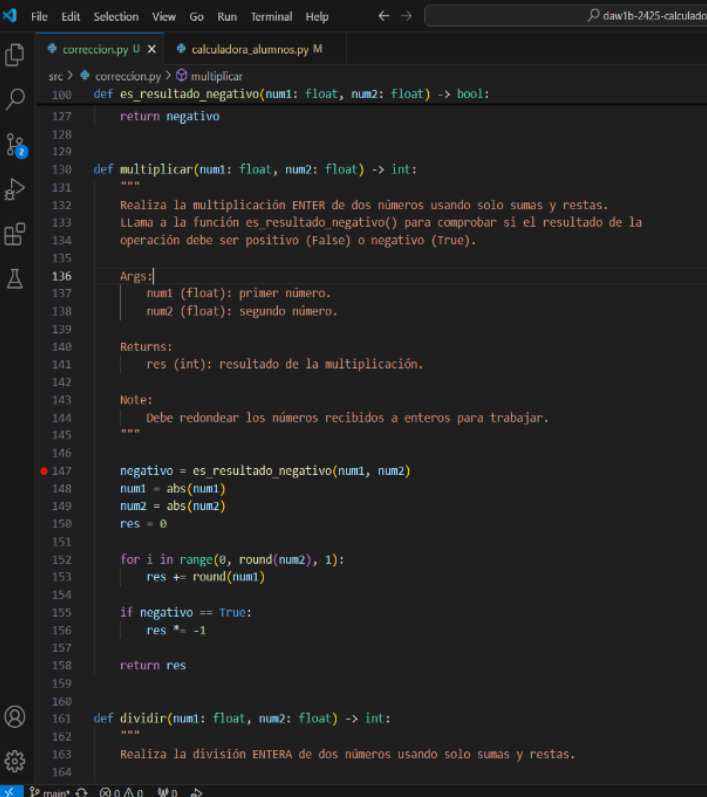 File Edit Selection View Go Run Terminal Help
daw1b-2425-calculado
correccion.py U calculadora_alumnos.py M
src > correccion.py > multiplicar
100 def es_resultado_negativo(num1: float, num2: float) -> bool:
127 return negativo
128
129
130 def multiplicar(num1: float, num2: float) -> int:
131 """
132 Realiza la multiplicación ENTER de dos números usando solo sumas y restas.
133 LLama a la función es_resultado_negativo() para comprobar si el resultado de la
134 operación debe ser positivo (False) o negativo (True).
135
136 Args:
137 num1 (float): primer número.
138 num2 (float): segundo número.
139
140 Returns:
141 res (int): resultado de la multiplicación.
142
143 Note:
144 Debe redondear los números recibidos a enteros para trabajar.
145 """
146
147 negativo = es_resultado_negativo(num1, num2)
148 num1 = abs(num1)
149 num2 = abs(num2)
150 res = 0
151
152 for i in range(0, round(num2), 1):
153 res += round(num1)
154
155 if negativo == True:
156 res *= -1
157
158 return res
159
160
161 def dividir(num1: float, num2: float) -> int:
162 """
163 Realiza la división ENTERA de dos números usando solo sumas y restas.
164
2
main* 0 0 0